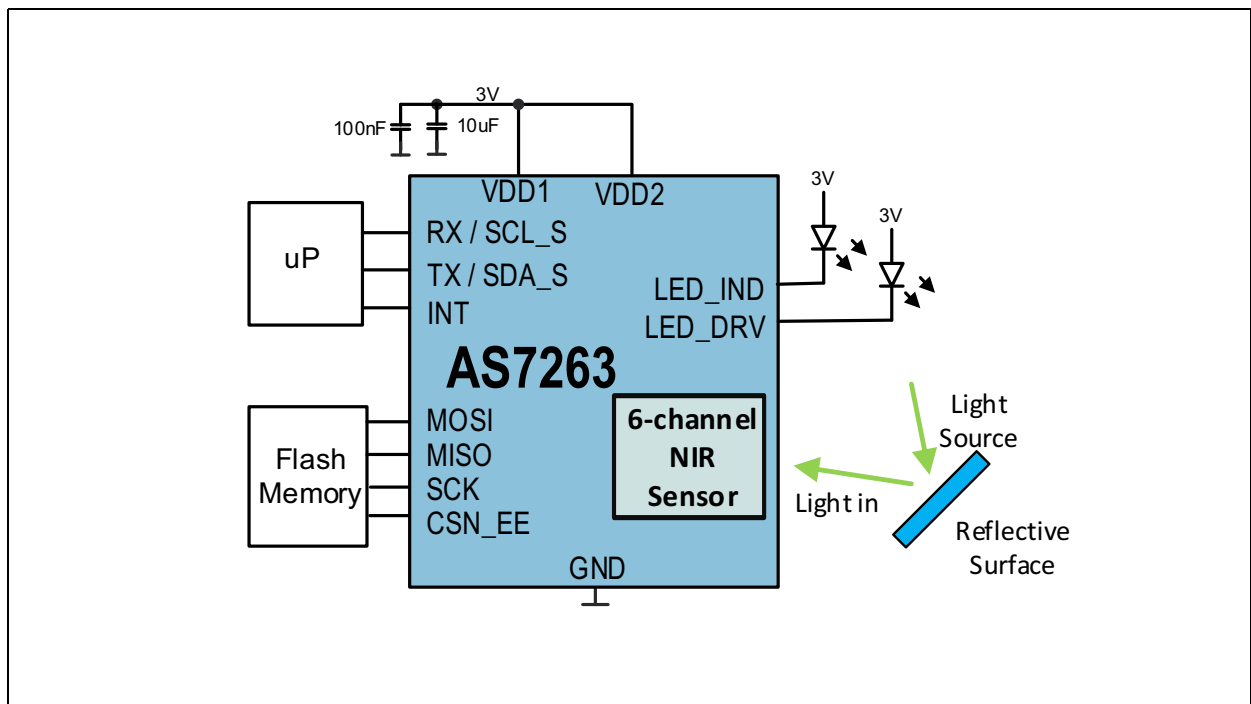 3V
100nF
10uF
VDD1
VDD2
3V
3V
uP
RX / SCL_S
TX / SDA_S
INT
LED_IND
LED_DRV
AS7263
Flash
Memory
MOSI
MISO
SCK
CSN_EE
6-channel
NIR
Sensor
Light
Source
Light in
Reflective
Surface
GND